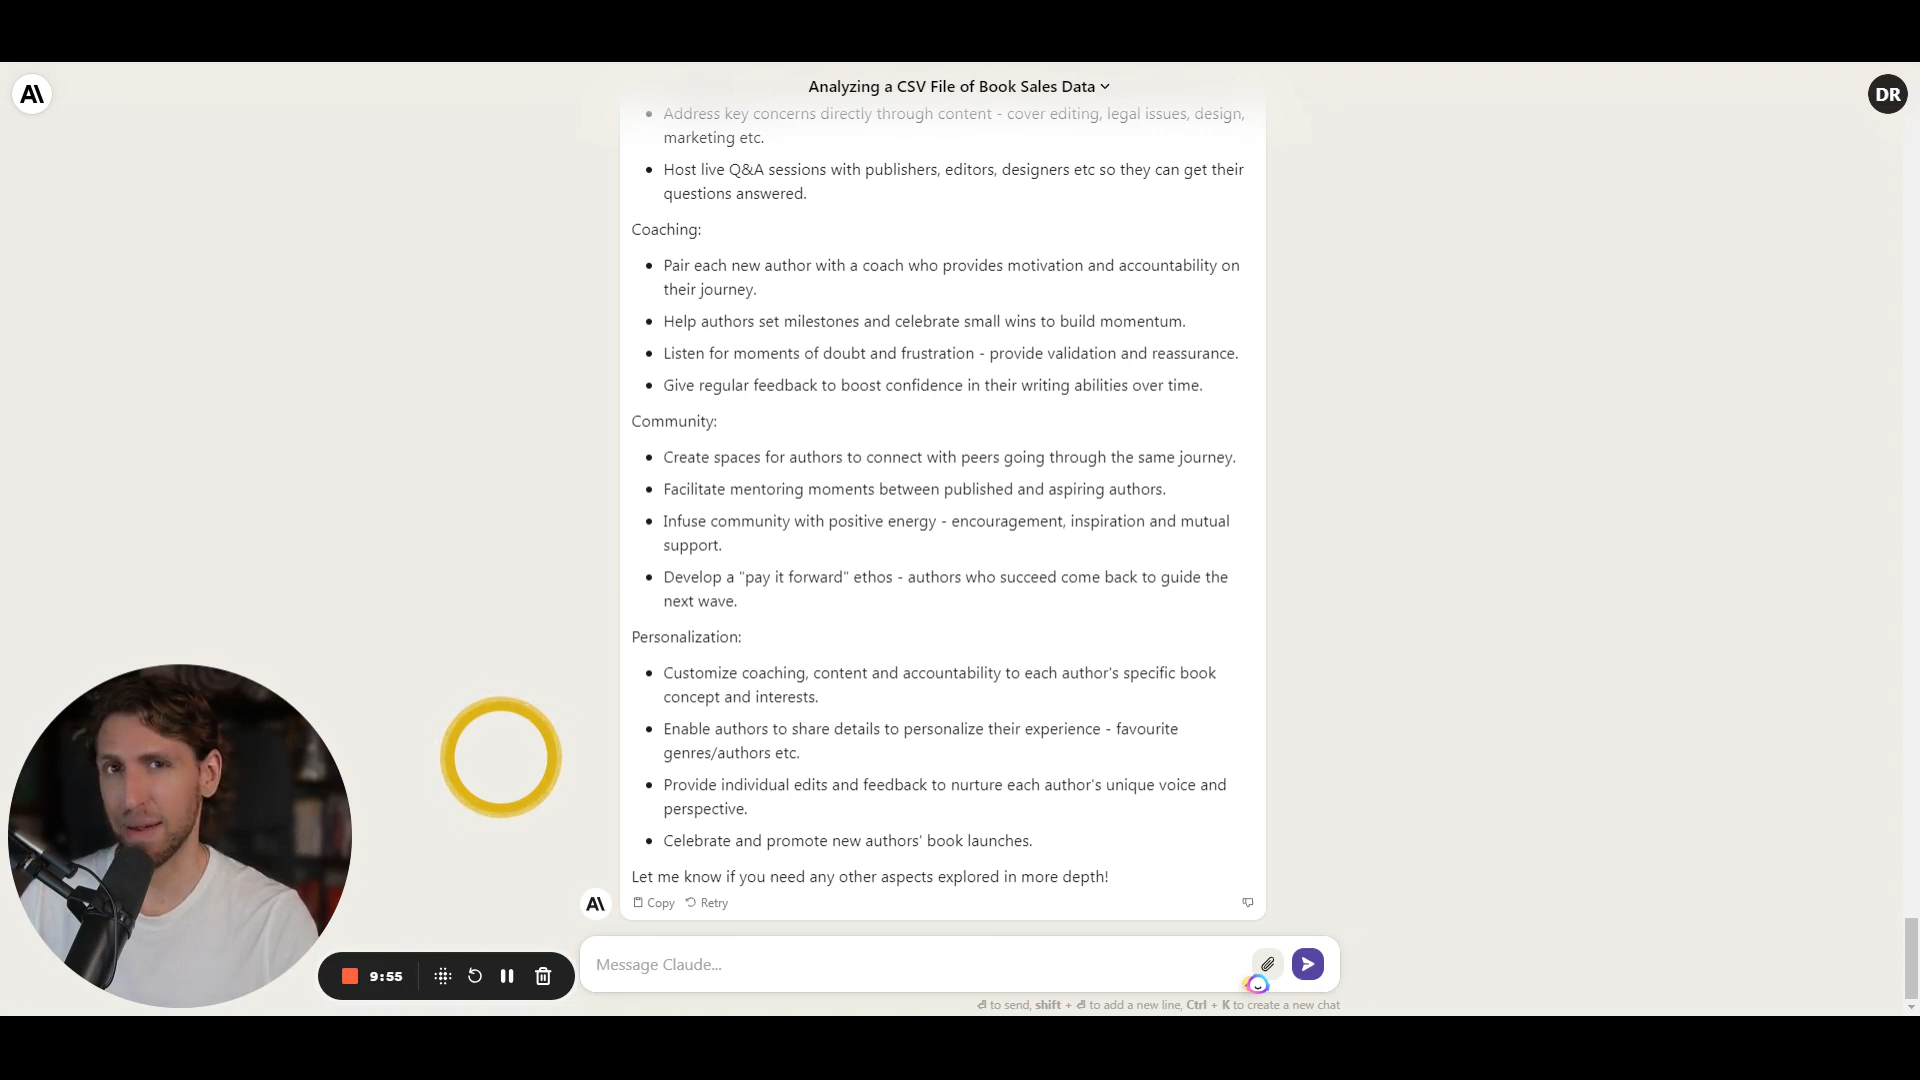 Analyzing a CSV File of Book Sales Data
DR
• Address key concerns directly through content - cover editing, legal issues, design,
marketing etc.
• Host live Q&A sessions with publishers, editors, designers etc so they can get their
questions answered.
Coaching:
• Pair each new author with a coach who provides motivation and accountability on
their journey.
• Help authors set milestones and celebrate small wins to build momentum.
• Listen for moments of doubt and frustration - provide validation and reassurance.
• Give regular feedback to boost confidence in their writing abilities over time.
Community:
• Create spaces for authors to connect with peers going through the same journey.
• Facilitate mentoring moments between published and aspiring authors.
• Infuse community with positive energy - encouragement, inspiration and mutual
support.
• Develop a "pay it forward" ethos - authors who succeed come back to guide the
next wave.
Personalization:
• Customize coaching, content and accountability to each author's specific book
concept and interests.
• Enable authors to share details to personalize their experience - favourite
genres/authors etc.
• Provide individual edits and feedback to nurture each author's unique voice and
perspective.
• Celebrate and promote new authors' book launches.
Let me know if you need any other aspects explored in more depth!
Copy Retry
Message Claude...
9:55
⏎ to send, shift + ⏎ to add a new line, Ctrl + K to create a new chat